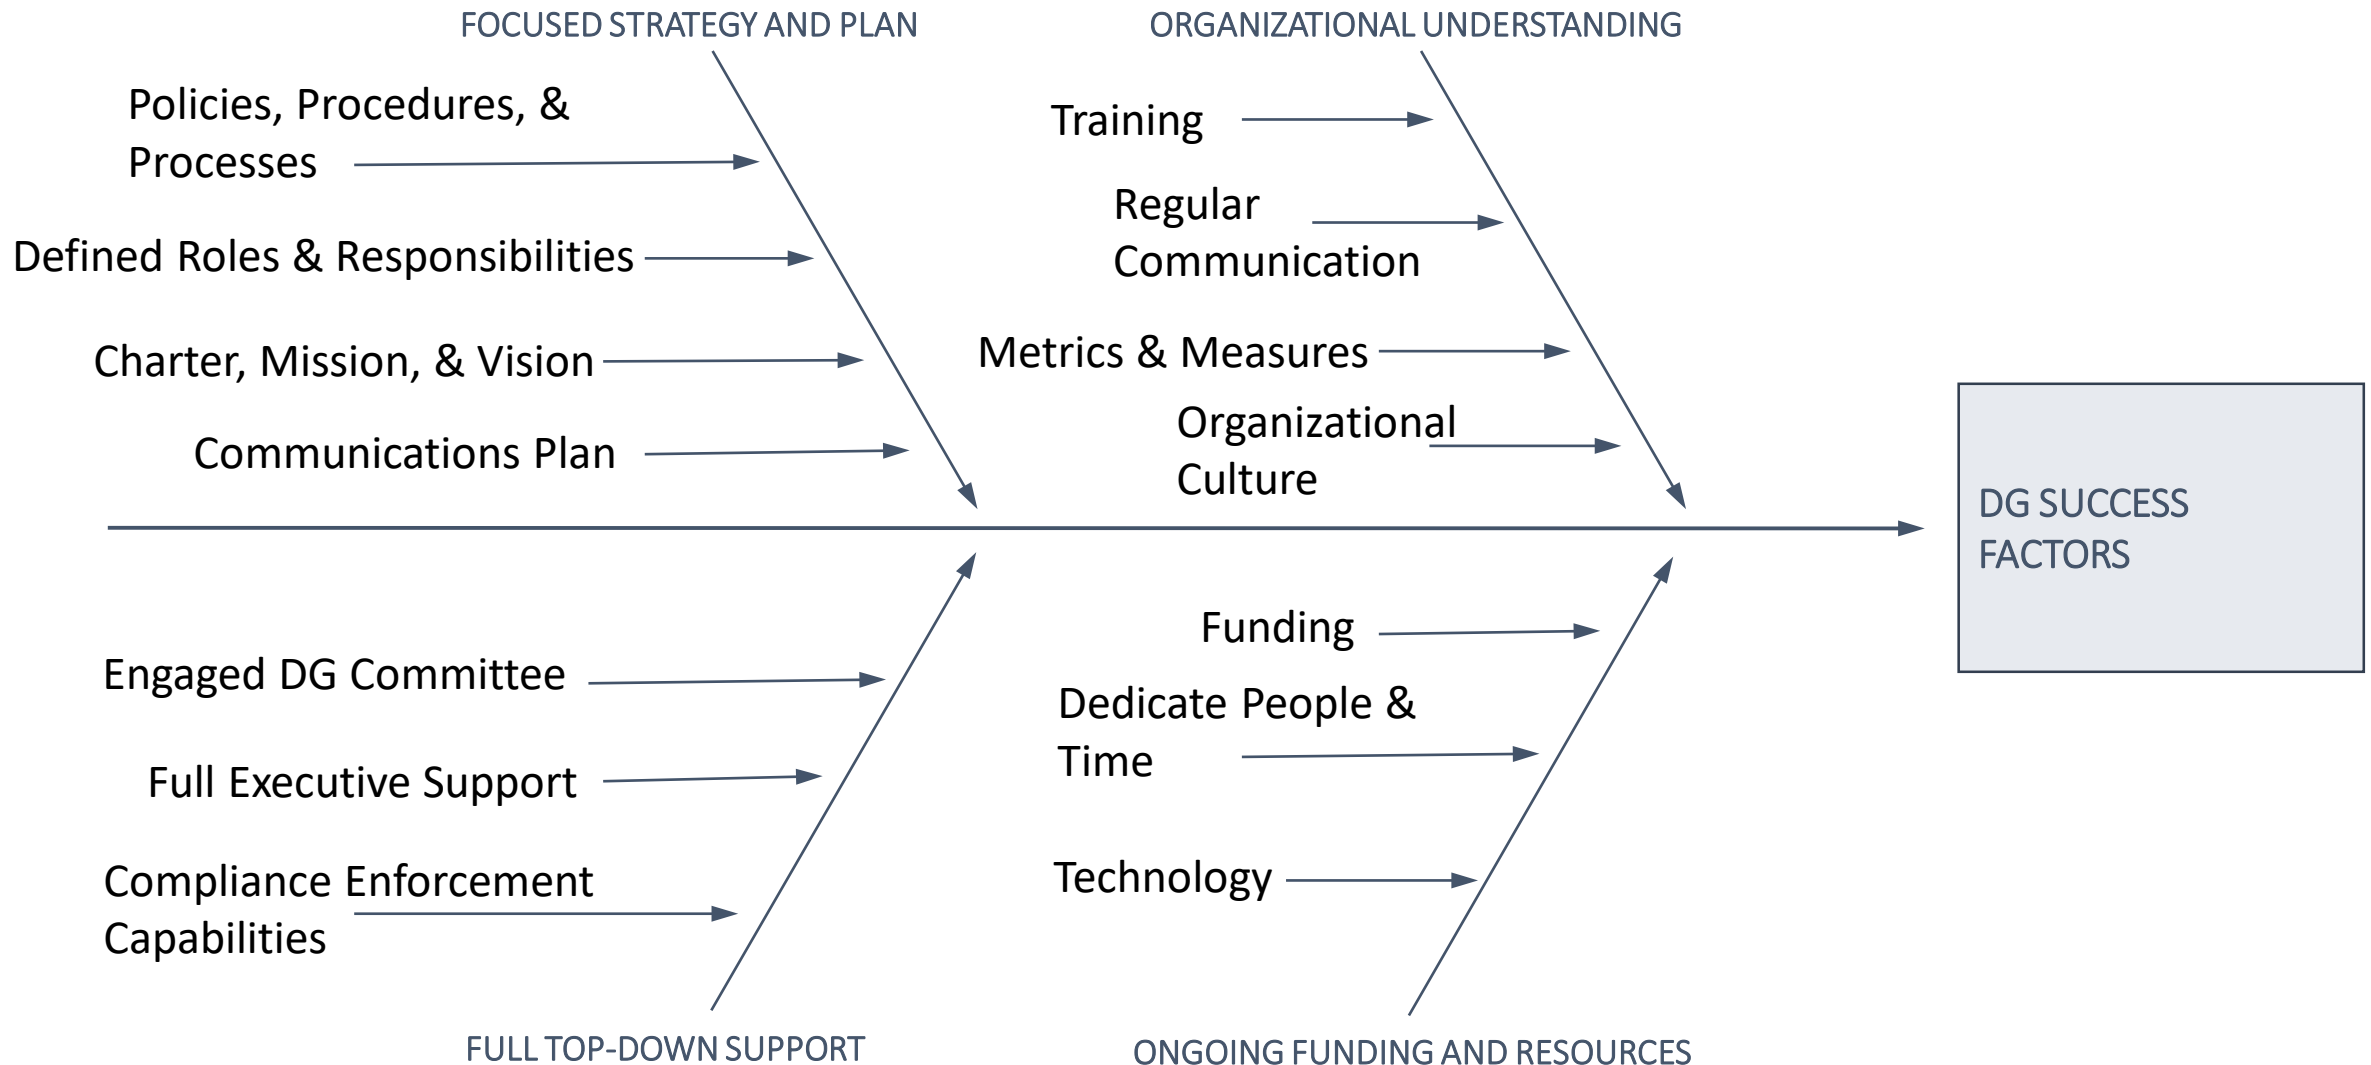 FOCUSED STRATEGY AND PLAN
Policies, Procedures, &
Processes
Defined Roles & Responsibilities
Charter, Mission, & Vision
Communications Plan
ORGANIZATIONAL UNDERSTANDING
Training
Regular
Communication
Metrics & Measures
Organizational
Culture
DG SUCCESS
FACTORS
Engaged DG Committee
Full Executive Support
Compliance Enforcement
Capabilities
FULL TOP-DOWN SUPPORT
Funding
Dedicate People &
Time
Technology
ONGOING FUNDING AND RESOURCES